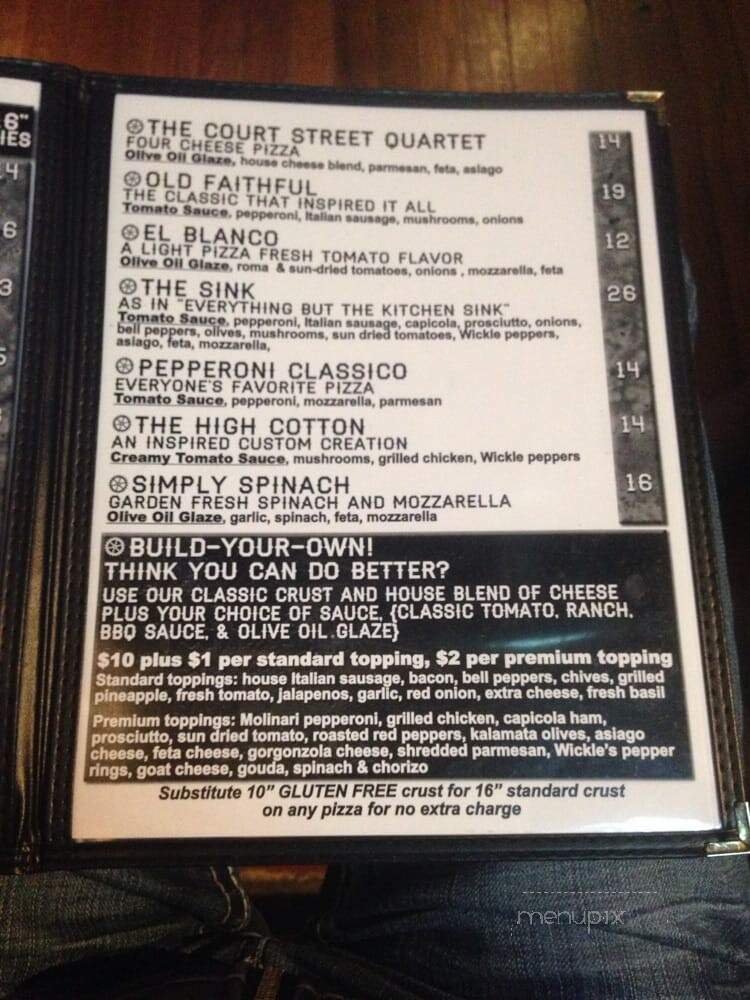 6"
IES
4
6
3
5
THE COURT STREET QUARTET 14
FOUR CHEESE PIZZA
Olive Oil Glaze, house cheese blend, parmesan, feta, asiago
OLD FAITHFUL 19
THE CLASSIC THAT INSPIRED IT ALL
Tomato Sauce, pepperoni, Italian sausage, mushrooms, onions
EL BLANCO 12
A LIGHT PIZZA FRESH TOMATO FLAVOR
Olive Oil Glaze, roma & sun-dried tomatoes, onions , mozzarella, feta
THE SINK 26
AS IN "EVERYTHING BUT THE KITCHEN SINK"
Tomato Sauce, pepperoni, Italian sausage, capicola, prosciutto, onions,
bell peppers, olives, mushrooms, sun dried tomatoes, Wickle peppers,
asiago, feta, mozzarella,
PEPPERONI CLASSICO 14
EVERYONE'S FAVORITE PIZZA
Tomato Sauce, pepperoni, mozzarella, parmesan
THE HIGH COTTON 14
AN INSPIRED CUSTOM CREATION
Creamy Tomato Sauce, mushrooms, grilled chicken, Wickle peppers
SIMPLY SPINACH 16
GARDEN FRESH SPINACH AND MOZZARELLA
Olive Oil Glaze, garlic, spinach, feta, mozzarella
BUILD-YOUR-OWN!
THINK YOU CAN DO BETTER?
USE OUR CLASSIC CRUST AND HOUSE BLEND OF CHEESE
PLUS YOUR CHOICE OF SAUCE, {CLASSIC TOMATO, RANCH,
BBQ SAUCE, & OLIVE OIL GLAZE}
$10 plus $1 per standard topping, $2 per premium topping
Standard toppings: house Italian sausage, bacon, bell peppers, chives, grilled
pineapple, fresh tomato, jalapenos, garlic, red onion, extra cheese, fresh basil
Premium toppings: Molinari pepperoni, grilled chicken, capicola ham,
prosciutto, sun dried tomato, roasted red peppers, kalamata olives, asiago
cheese, feta cheese, gorgonzola cheese, shredded parmesan, Wickle's pepper
rings, goat cheese, gouda, spinach & chorizo
Substitute 10" GLUTEN FREE crust for 16" standard crust
on any pizza for no extra charge
menupix